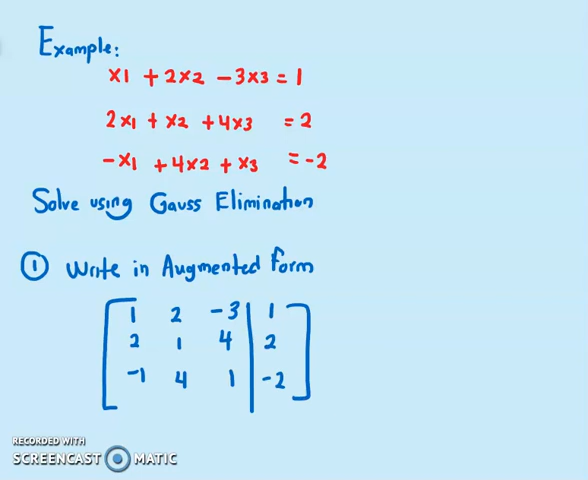 Example:
x1 + 2x2 - 3x3 = 1
2x1 + x2 + 4x3 = 2
-x1 + 4x2 + x3 = -2
Solve using Gauss Elimination
① Write in Augmented Form
1 2 -3 | 1
2 1 4 | 2
-1 4 1 | -2
RECORDED WITH
SCREENCAST MATIC